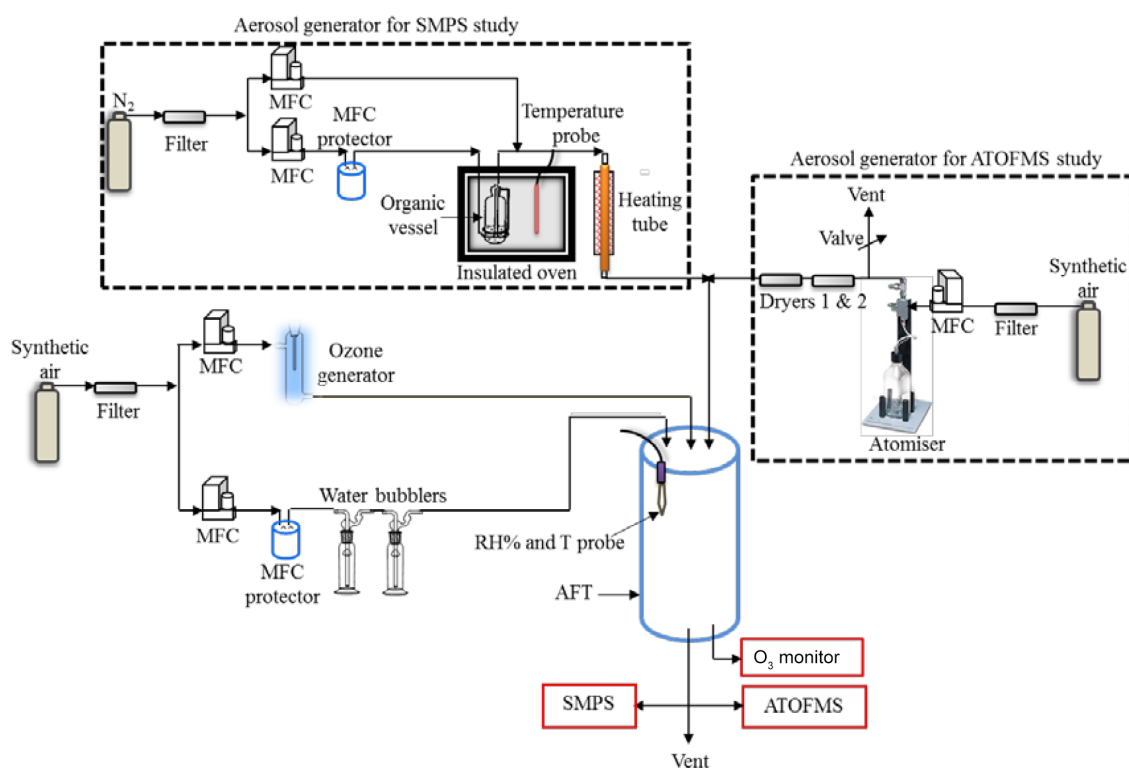 Aerosol generator for SMPS study
N₂
Filter
MFC
MFC
MFC
protector
Temperature
probe
Organic
vessel
Insulated oven
Heating
tube
Aerosol generator for ATOFMS study
Vent
Valve
Dryers 1 & 2
MFC
Filter
Synthetic
air
Atomiser
Synthetic
air
Filter
MFC
Ozone
generator
MFC
MFC
protector
Water bubblers
RH% and T probe
AFT
O₃ monitor
SMPS
ATOFMS
Vent